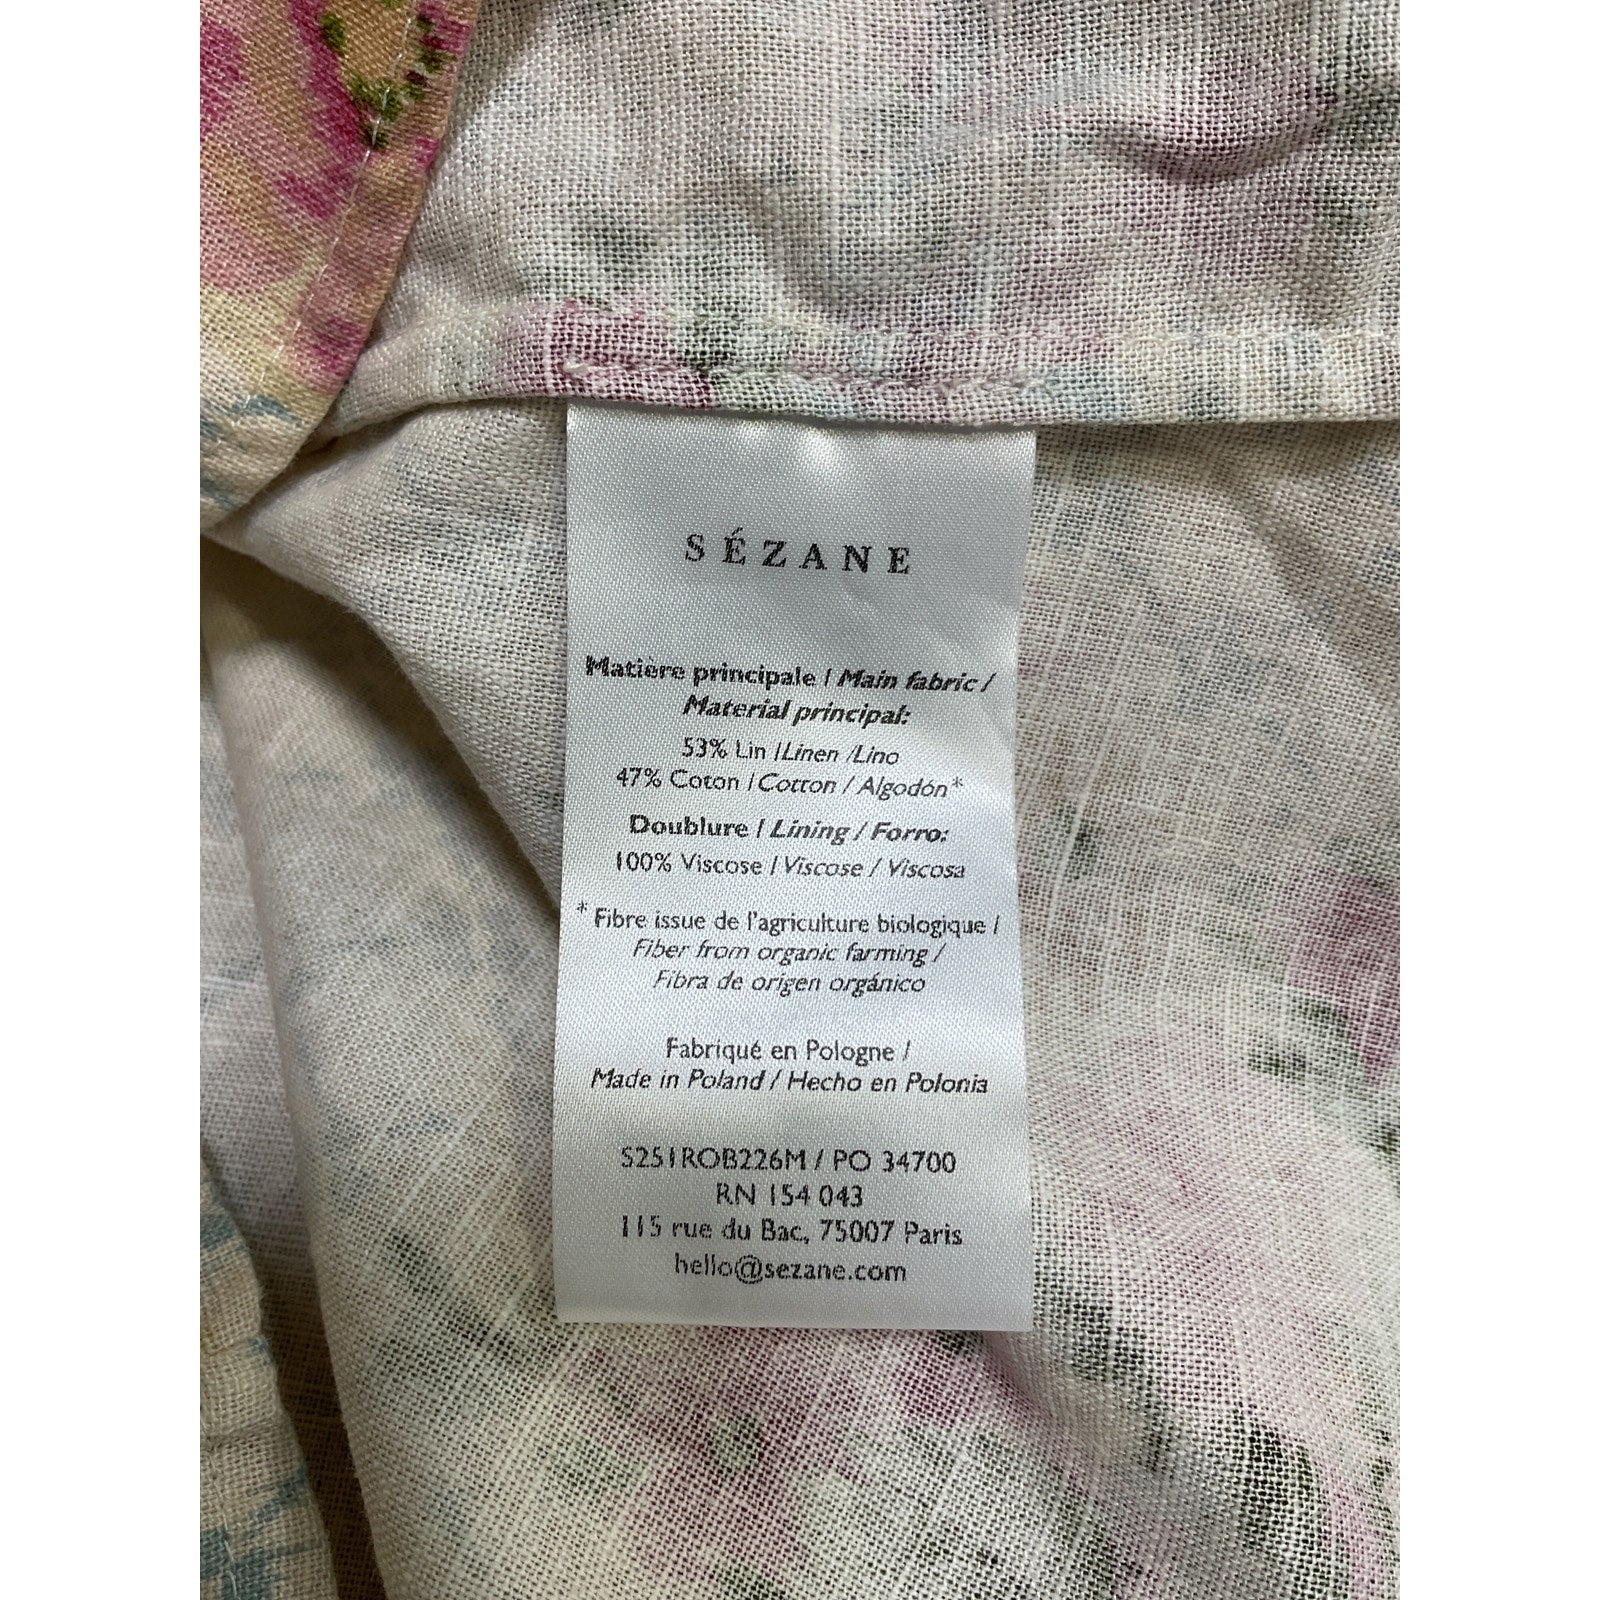 SÉZANE
Matière principale / Main fabric /
Material principal:
53% Lin / Linen / Lino
47% Coton / Cotton / Algodón*
Doublure / Lining / Forro:
100% Viscose / Viscose / Viscosa
* Fibre issue de l'agriculture biologique /
Fiber from organic farming /
Fibra de origen orgánico
Fabriqué en Pologne /
Made in Poland / Hecho en Polonia
S251ROB226M / PO 34700
RN 154 043
115 rue du Bac, 75007 Paris
hello@sezane.com